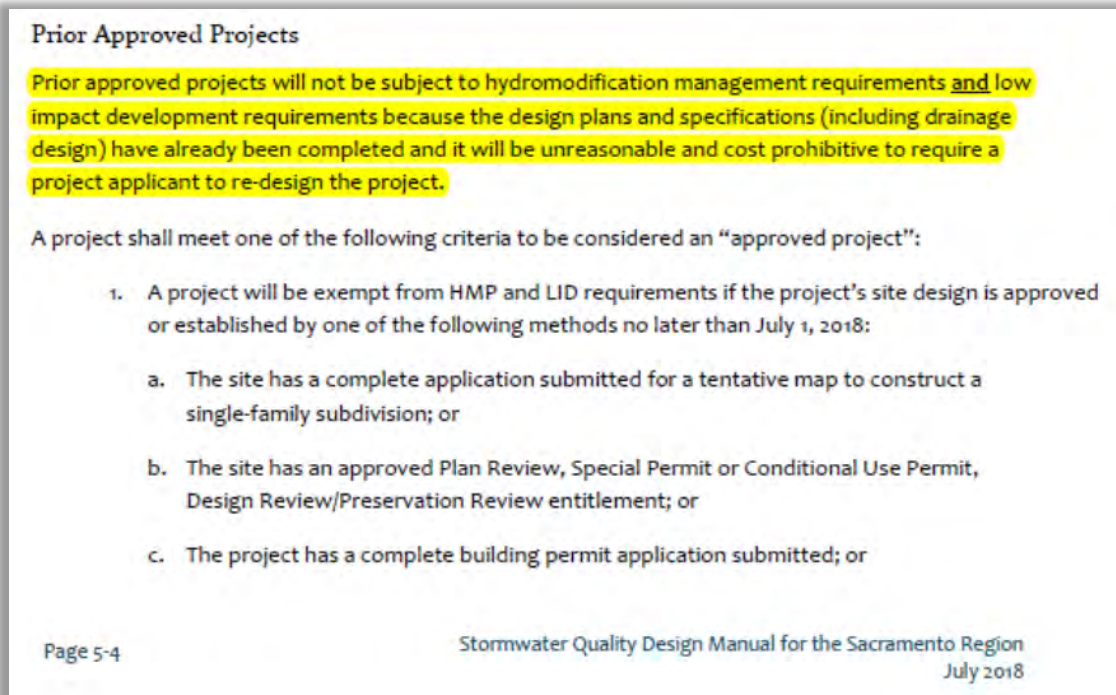 Prior Approved Projects
Prior approved projects will not be subject to hydromodification management requirements and low
impact development requirements because the design plans and specifications (including drainage
design) have already been completed and it will be unreasonable and cost prohibitive to require a
project applicant to re-design the project.
A project shall meet one of the following criteria to be considered an “approved project”:
1. A project will be exempt from HMP and LID requirements if the project's site design is approved
or established by one of the following methods no later than July 1, 2018:
a. The site has a complete application submitted for a tentative map to construct a
single-family subdivision; or
b. The site has an approved Plan Review, Special Permit or Conditional Use Permit,
Design Review/Preservation Review entitlement; or
c. The project has a complete building permit application submitted; or
Page 5-4
Stormwater Quality Design Manual for the Sacramento Region
July 2018